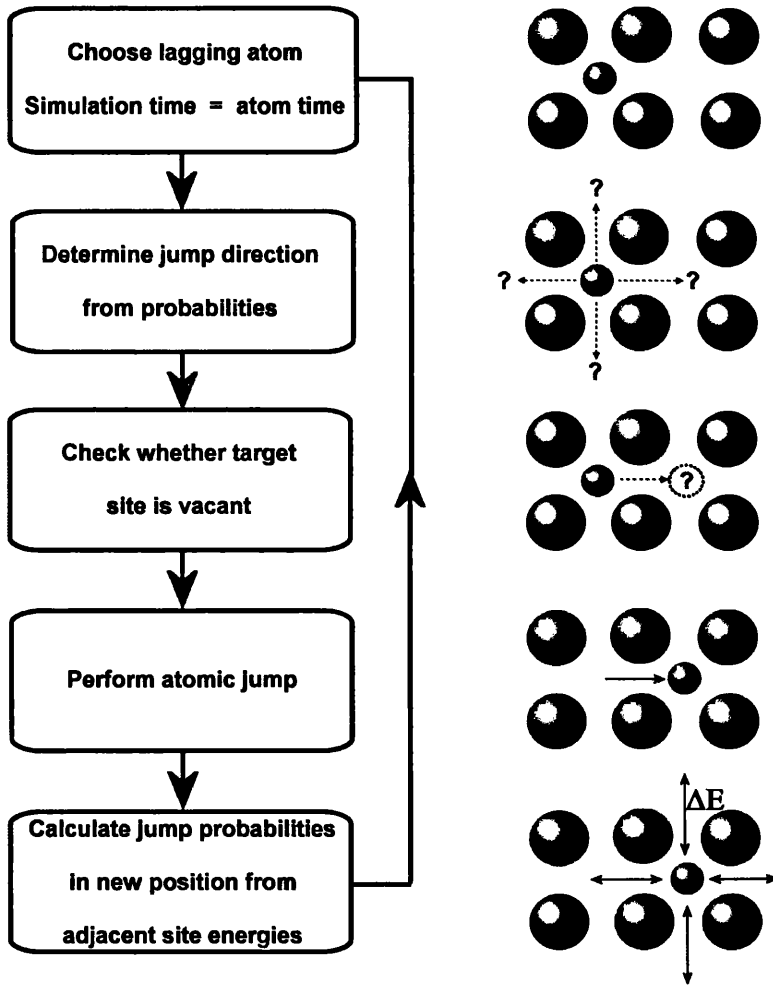 Choose lagging atom
Simulation time = atom time
?
Determine jump direction
from probabilities
?
?
?
Check whether target
site is vacant
?
Perform atomic jump
Calculate jump probabilities
in new position from
adjacent site energies
ΔE